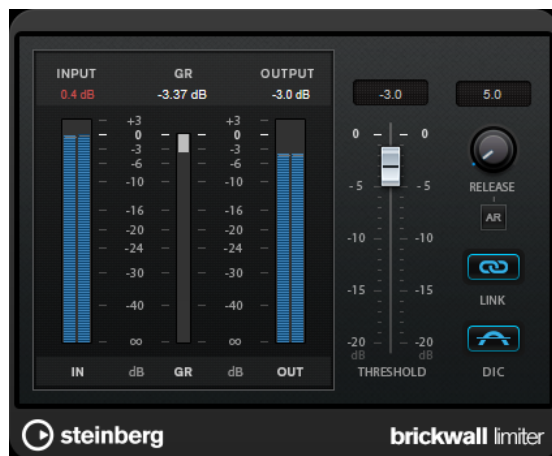 INPUT GR OUTPUT
0.4 dB -3.37 dB -3.0 dB -3.0 5.0
+3 +3
0 0 0 0
-3 -3
-6 -6
-10 -10
-5 -5 RELEASE
-16 -16 AR
-20 -20
-24 -24 -10 -10
-30 -30
-15 -15 LINK
-40 -40
∞ ∞ -20 -20
dB dB
IN dB GR dB OUT THRESHOLD DIC
steinberg brickwall limiter